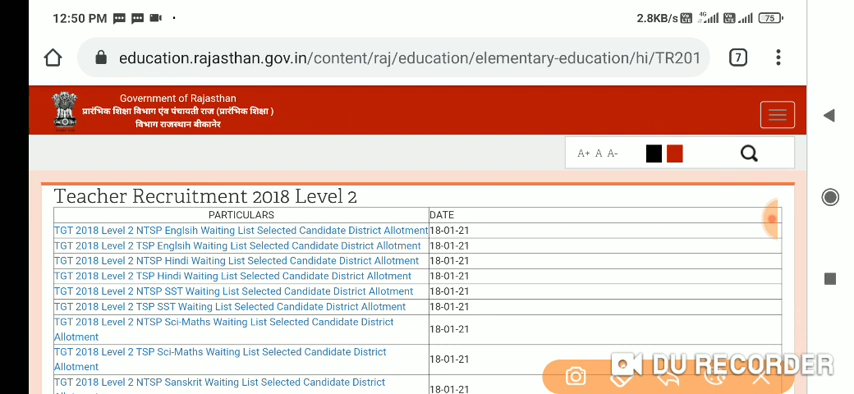 12:50 PM
2.8KB/s
4G
75
education.rajasthan.gov.in/content/raj/education/elementary-education/hi/TR201
7
Government of Rajasthan
प्रारंभिक शिक्षा विभाग एंव पंचायती राज (प्रारंभिक शिक्षा )
विभाग राजस्थान बीकानेर
A+ A A-
Teacher Recruitment 2018 Level 2
PARTICULARS DATE
TGT 2018 Level 2 NTSP Englsih Waiting List Selected Candidate District Allotment 18-01-21
TGT 2018 Level 2 TSP Englsih Waiting List Selected Candidate District Allotment 18-01-21
TGT 2018 Level 2 NTSP Hindi Waiting List Selected Candidate District Allotment 18-01-21
TGT 2018 Level 2 TSP Hindi Waiting List Selected Candidate District Allotment 18-01-21
TGT 2018 Level 2 NTSP SST Waiting List Selected Candidate District Allotment 18-01-21
TGT 2018 Level 2 TSP SST Waiting List Selected Candidate District Allotment 18-01-21
TGT 2018 Level 2 NTSP Sci-Maths Waiting List Selected Candidate District
Allotment 18-01-21
TGT 2018 Level 2 TSP Sci-Maths Waiting List Selected Candidate District
Allotment 18-01-21
TGT 2018 Level 2 NTSP Sanskrit Waiting List Selected Candidate District
18-01-21
DU RECORDER